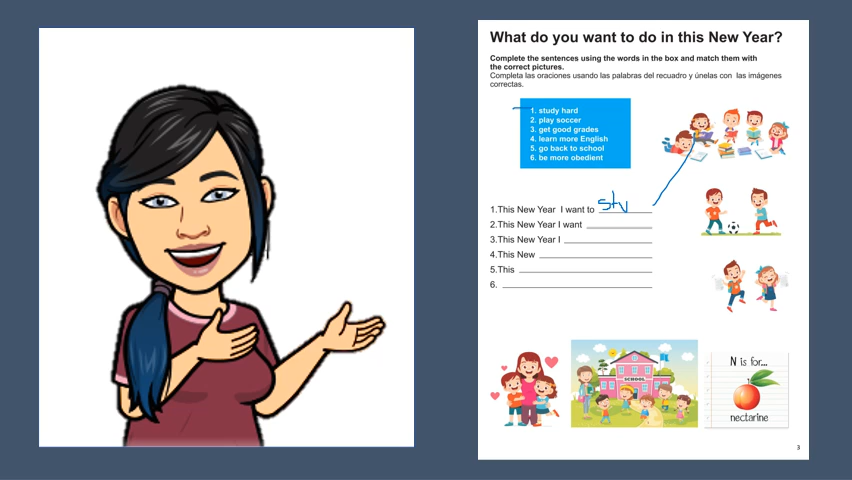 What do you want to do in this New Year?
Complete the sentences using the words in the box and match them with
the correct pictures.
Completa las oraciones usando las palabras del recuadro y únelas con las imágenes
correctas.
1. study hard
2. play soccer
3. get good grades
4. learn more English
5. go back to school
6. be more obedient
1.This New Year I want to stu
2.This New Year I want
3.This New Year I
4.This New
5.This
6.
SCHOOL
N is for...
nectarine
3